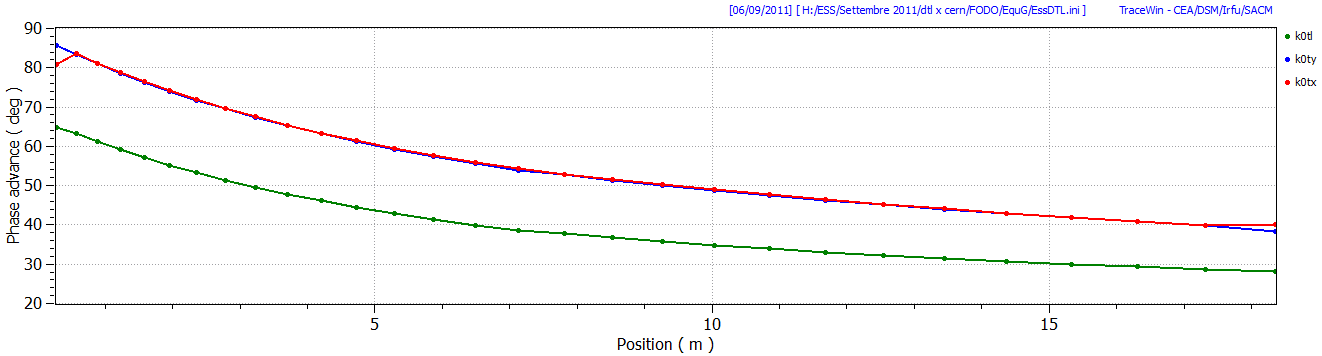 [06/09/2011] [ H:/ESS/Settembre 2011/dtl x cern/FODO/EquG/EssDTL.ini ] TraceWin - CEA/DSM/Irfu/SACM
90
80
70
60
50
40
30
20
Phase advance ( deg )
5 10 15
Position ( m )
k0tl
k0ty
k0tx